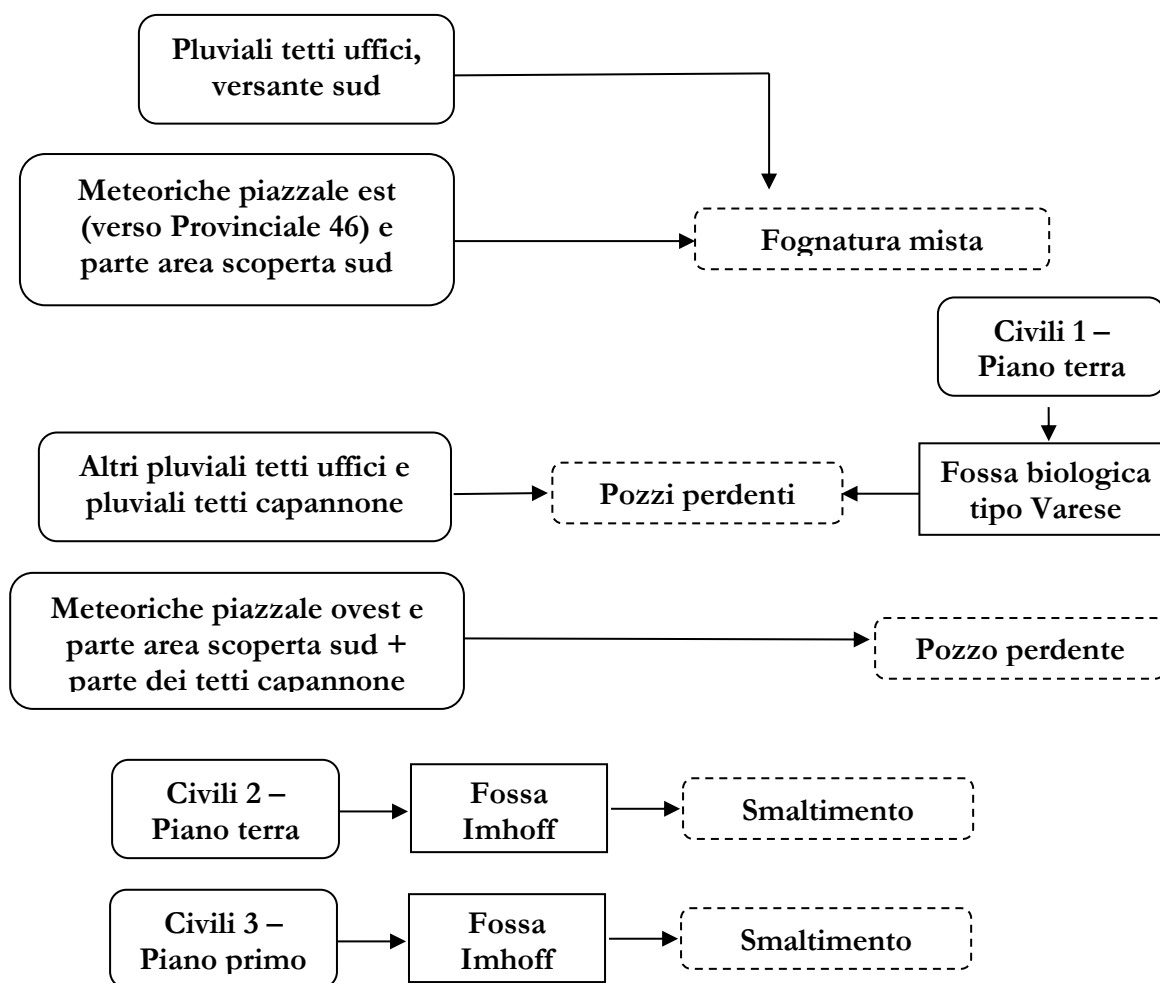 Pluviali tetti uffici,
versante sud
Meteoriche piazzale est
(verso Provinciale 46) e
parte area scoperta sud
Fognatura mista
Civili 1 –
Piano terra
Altri pluviali tetti uffici e
pluviali tetti capannone
Pozzi perdenti
Fossa biologica
tipo Varese
Meteoriche piazzale ovest e
parte area scoperta sud +
parte dei tetti capannone
Pozzo perdente
Civili 2 –
Piano terra
Fossa
Imhoff
Smaltimento
Civili 3 –
Piano primo
Fossa
Imhoff
Smaltimento